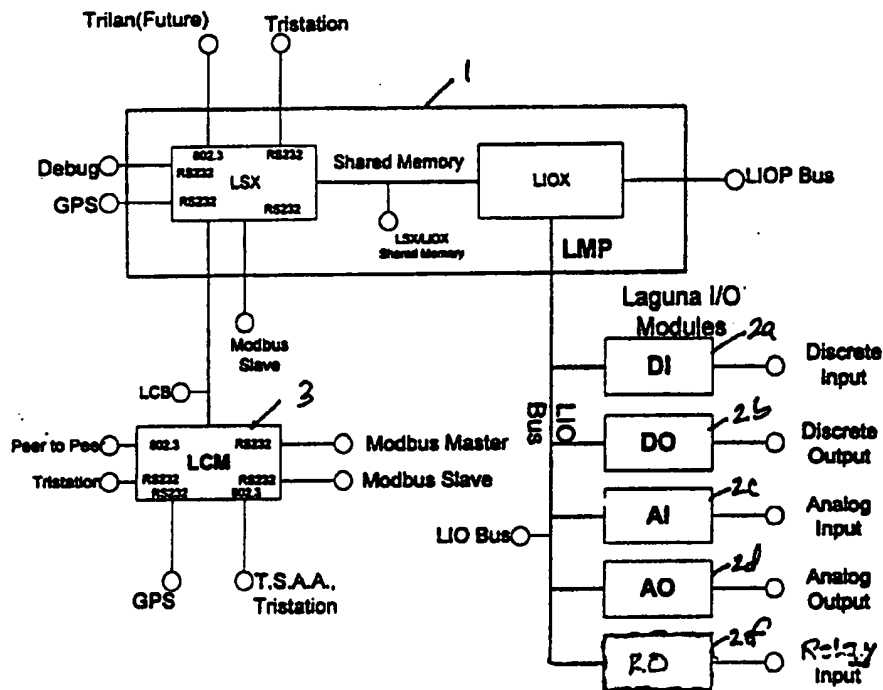 Trilan(Future)
Tristation
1
802.3
RS232
Debug
RS232
LSX
Shared Memory
LIOX
LIOP Bus
GPS
RS232
RS232
LSX/LIOX
Shared Memory
LMP
Laguna I/O
Modules
Modbus
Slave
2a
DI
Discrete
Input
LCB
3
LIO
Bus
2b
DO
Discrete
Output
Peer to Pee
802.3
RS232
Modbus Master
LCM
Tristation
RS232
RS232
Modbus Slave
RS232
802.3
2c
AI
Analog
Input
LIO Bus
GPS
T.S.A.A.,
Tristation
2d
AO
Analog
Output
2f
RO
Relay
Input